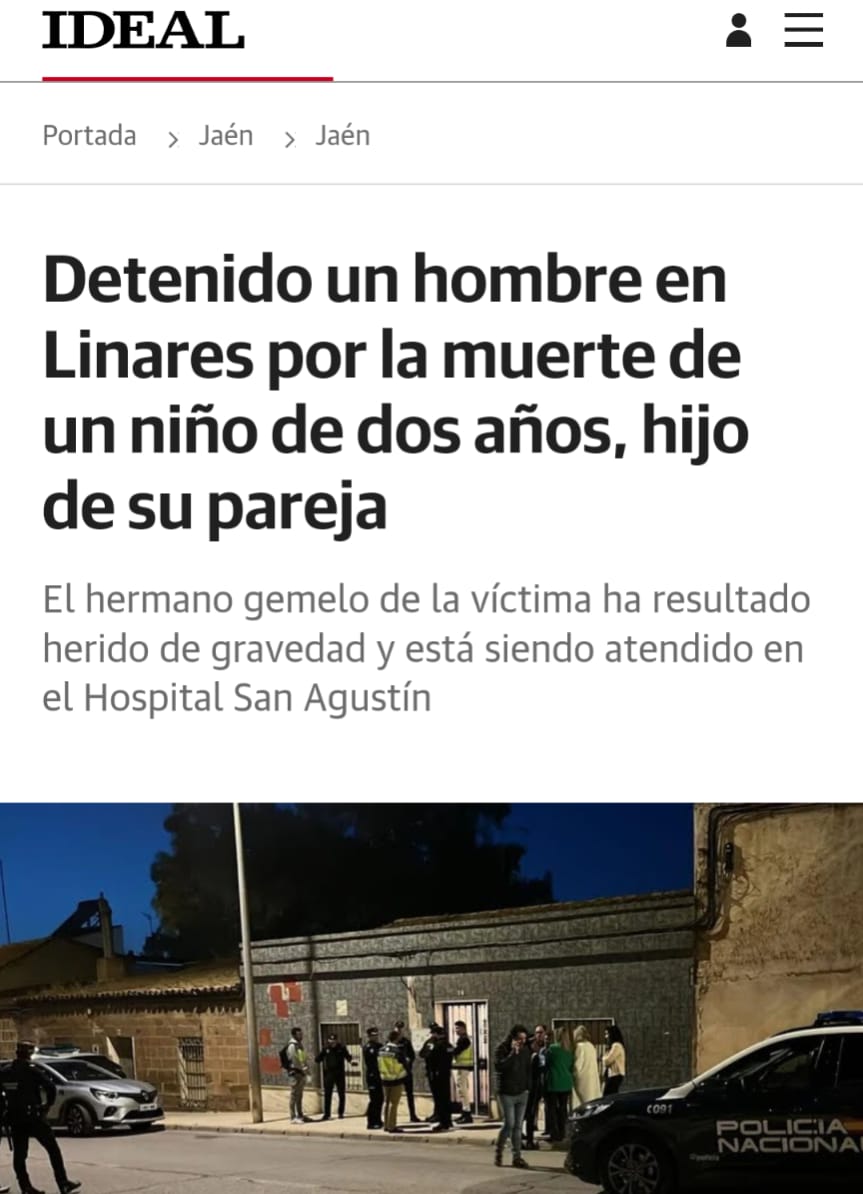 IDEAL
Portada > Jaén > Jaén
Detenido un hombre en
Linares por la muerte de
un niño de dos años, hijo
de su pareja
El hermano gemelo de la víctima ha resultado
herido de gravedad y está siendo atendido en
el Hospital San Agustín
C091
POLICIA
NACIONA